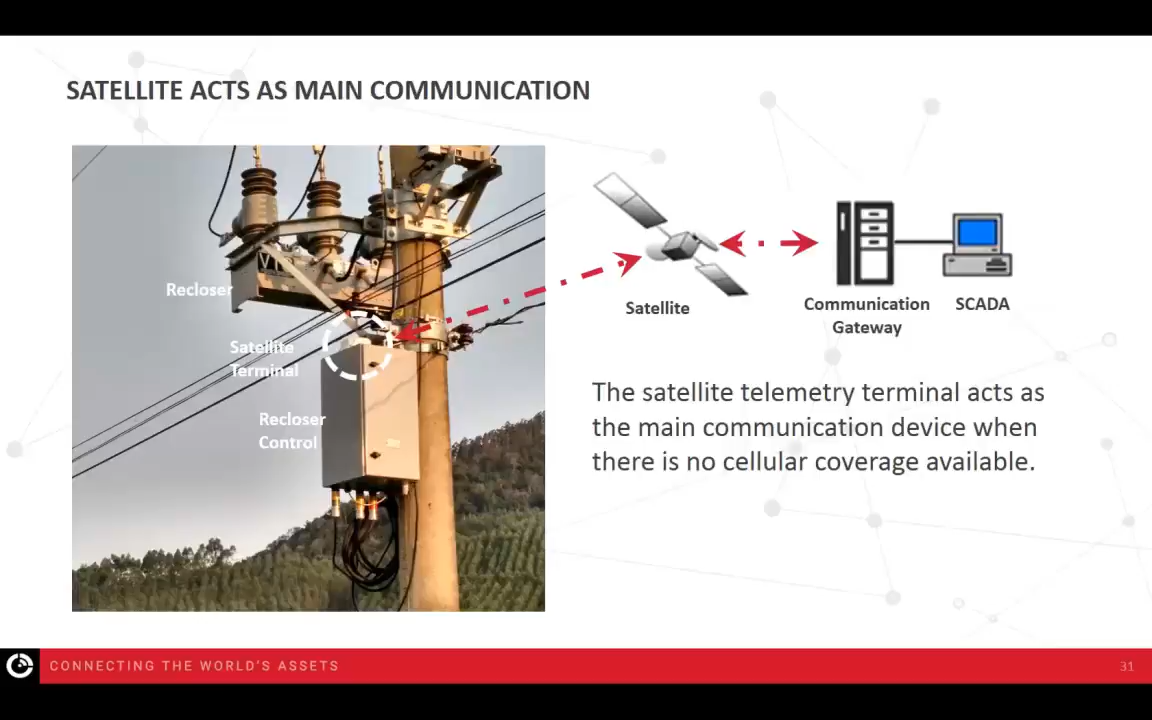 SATELLITE ACTS AS MAIN COMMUNICATION
Recloser
Satellite
Terminal
Recloser
Control
Satellite
Communication
Gateway
SCADA
The satellite telemetry terminal acts as
the main communication device when
there is no cellular coverage available.
CONNECTING THE WORLD'S ASSETS
31